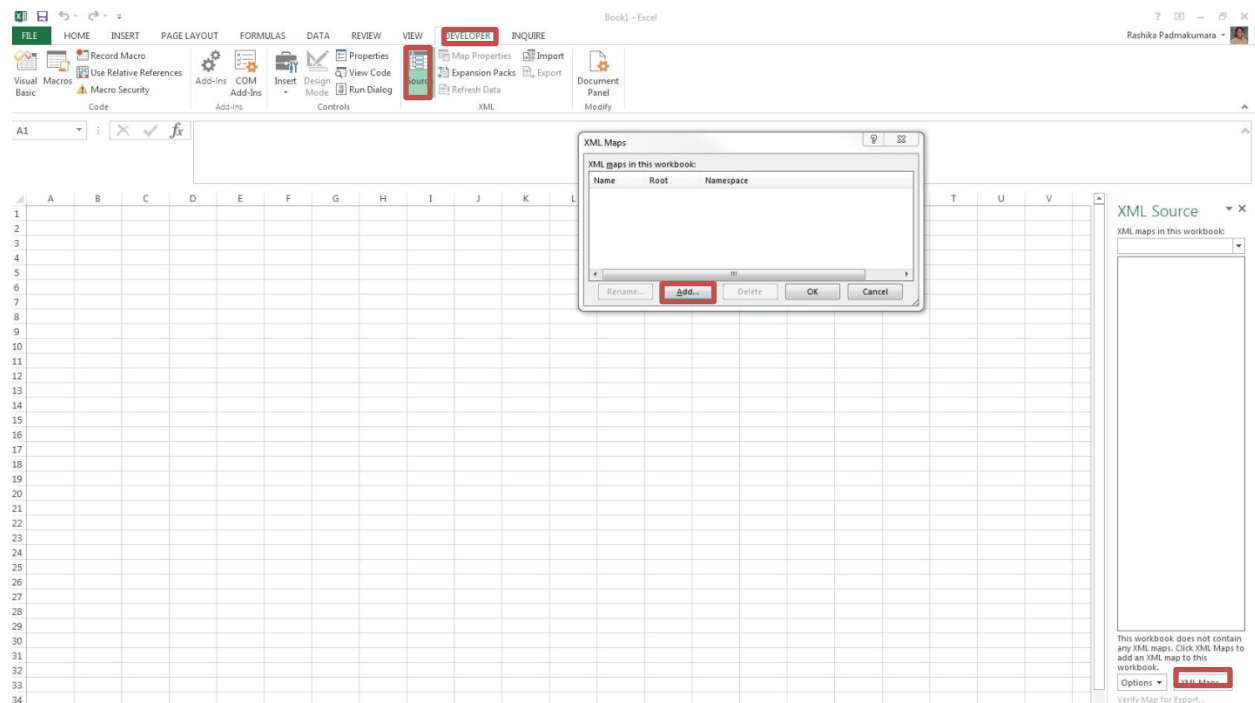 Book1 - Excel
FILE HOME INSERT PAGE LAYOUT FORMULAS DATA REVIEW VIEW DEVELOPER INQUIRE
Rashika Padmakumara
Visual Basic
Macros
Record Macro
Use Relative References
Macro Security
Code
Add-Ins
COM Add-Ins
Add-Ins
Insert
Design Mode
Properties
View Code
Run Dialog
Controls
Source
Map Properties
Expansion Packs
Refresh Data
Import
Export
XML
Document Panel
Modify
A1
fx
XML Maps
XML maps in this workbook:
Name Root Namespace
Rename... Add... Delete OK Cancel
A B C D E F G H I J K L T U V
1
2
3
4
5
6
7
8
9
10
11
12
13
14
15
16
17
18
19
20
21
22
23
24
25
26
27
28
29
30
31
32
33
34
XML Source
XML maps in this workbook:
This workbook does not contain
any XML maps. Click XML Maps to
add an XML map to this
workbook.
Options XML Maps...
Verify Map for Export...